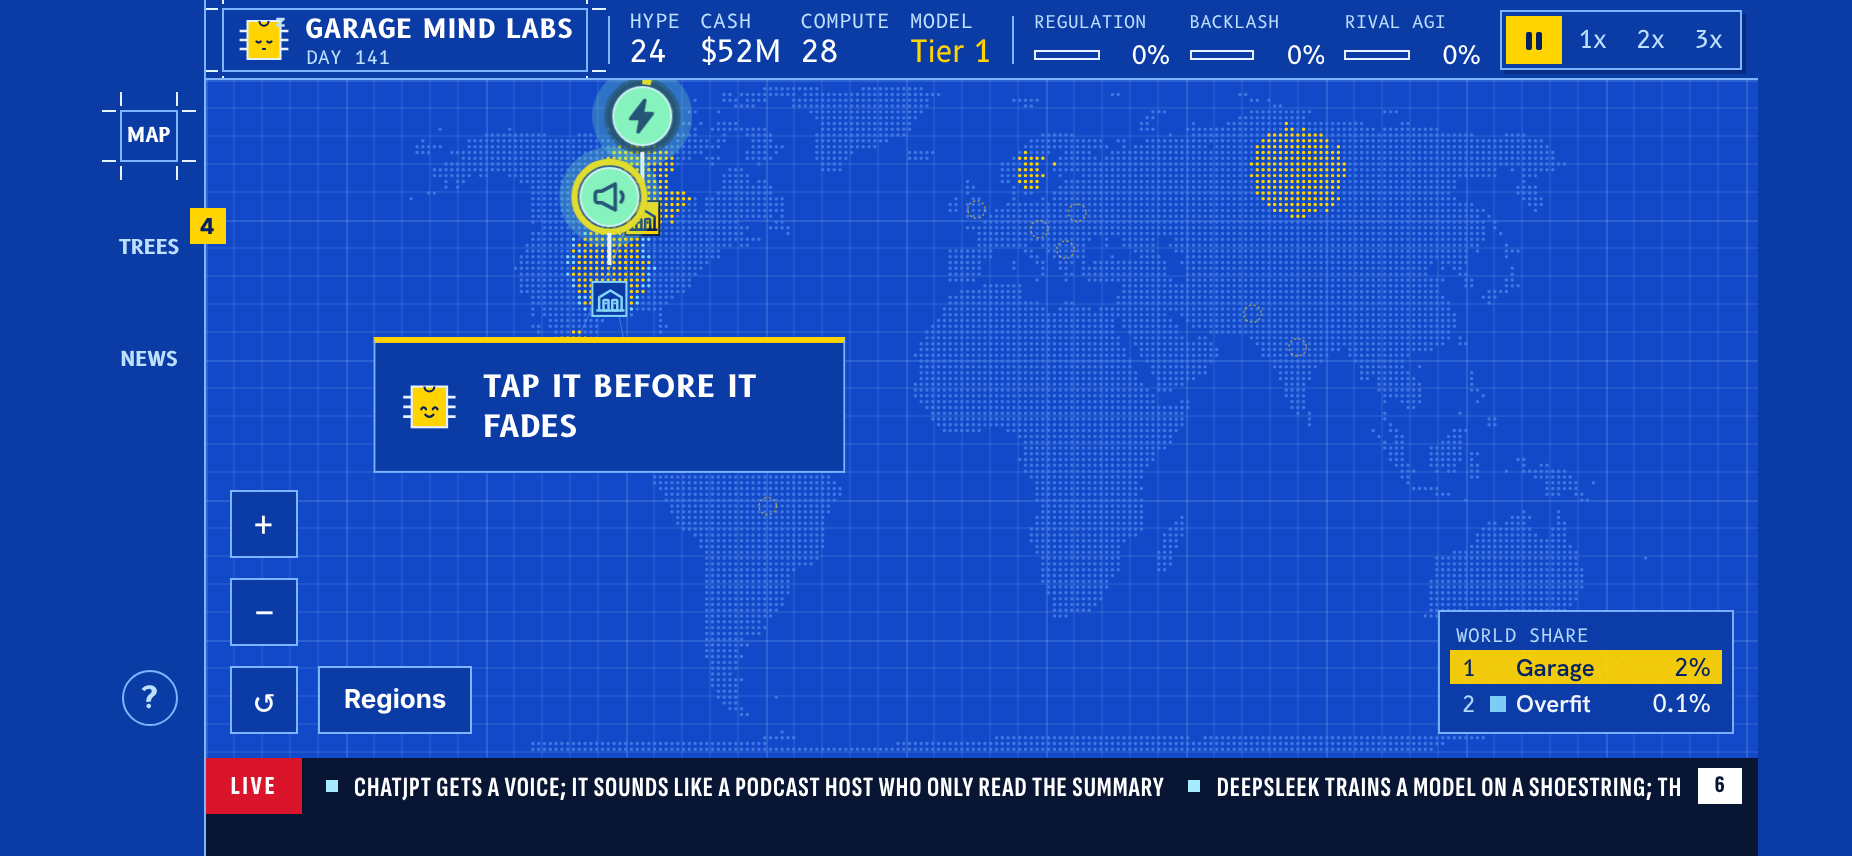 GARAGE MIND LABS
DAY 141
HYPE
24
CASH
$52M
COMPUTE
28
MODEL
Tier 1
REGULATION
0%
BACKLASH
0%
RIVAL AGI
0%
1x
2x
3x
MAP
4
TREES
NEWS
TAP IT BEFORE IT
FADES
+
−
?
↺
Regions
WORLD SHARE
1 Garage 2%
2 Overfit 0.1%
LIVE
CHATJPT GETS A VOICE; IT SOUNDS LIKE A PODCAST HOST WHO ONLY READ THE SUMMARY
DEEPSLEEK TRAINS A MODEL ON A SHOESTRING; TH
6